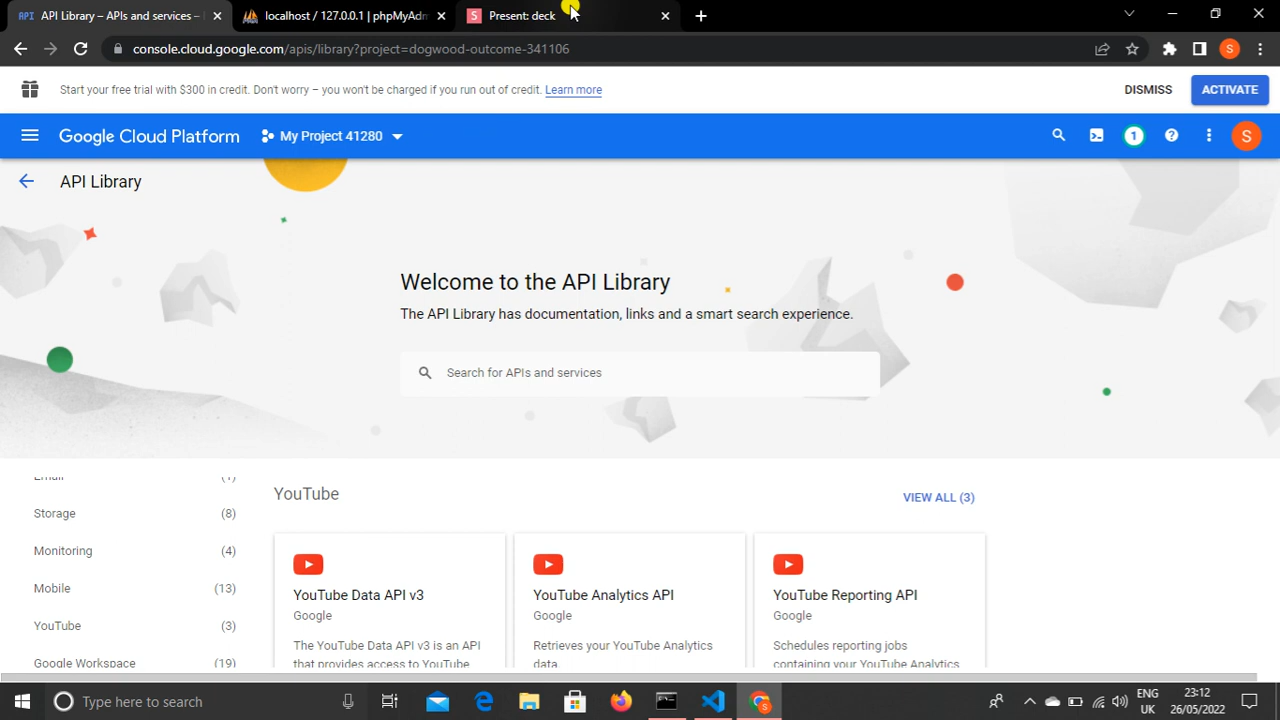 API API Library – APIs and services –
localhost / 127.0.0.1 | phpMyAdm
S Present: deck
console.cloud.google.com/apis/library?project=dogwood-outcome-341106
S
Start your free trial with $300 in credit. Don't worry – you won't be charged if you run out of credit. Learn more
DISMISS
ACTIVATE
Google Cloud Platform
My Project 41280
1
S
API Library
Welcome to the API Library
The API Library has documentation, links and a smart search experience.
Search for APIs and services
Email (1)
Storage (8)
Monitoring (4)
Mobile (13)
YouTube (3)
Google Workspace (19)
YouTube
VIEW ALL (3)
YouTube Data API v3
Google
The YouTube Data API v3 is an API
that provides access to YouTube
YouTube Analytics API
Google
Retrieves your YouTube Analytics
data.
YouTube Reporting API
Google
Schedules reporting jobs
containing your YouTube Analytics
Type here to search
S
ENG
UK
23:12
26/05/2022